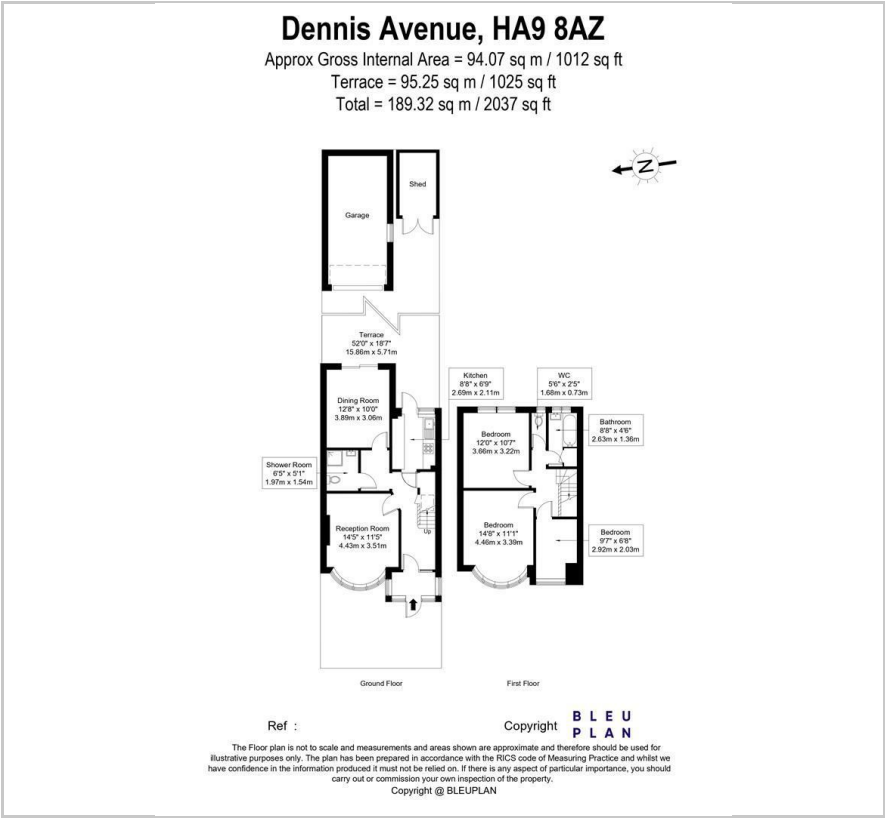 Dennis Avenue, HA9 8AZ
Approx Gross Internal Area = 94.07 sq m / 1012 sq ft
Terrace = 95.25 sq m / 1025 sq ft
Total = 189.32 sq m / 2037 sq ft
N
Shed
Garage
Terrace
52'0" x 18'7"
15.86m x 5.71m
Kitchen
8'8" x 6'9"
2.69m x 2.11m
WC
5'6" x 2'5"
1.68m x 0.73m
Dining Room
12'8" x 10'0"
3.89m x 3.06m
Bedroom
12'0" x 10'7"
3.66m x 3.22m
Bathroom
8'8" x 4'6"
2.63m x 1.36m
Shower Room
6'5" x 5'1"
1.97m x 1.54m
Reception Room
14'5" x 11'5"
4.43m x 3.51m
Up
Bedroom
14'8" x 11'1"
4.46m x 3.39m
Bedroom
9'7" x 6'8"
2.92m x 2.03m
Ground Floor
First Floor
Ref :
Copyright
BLEU
PLAN
The Floor plan is not to scale and measurements and areas shown are approximate and therefore should be used for
illustrative purposes only. The plan has been prepared in accordance with the RICS code of Measuring Practice and whilst we
have confidence in the information produced it must not be relied on. If there is any aspect of particular importance, you should
carry out or commission your own inspection of the property.
Copyright @ BLEUPLAN